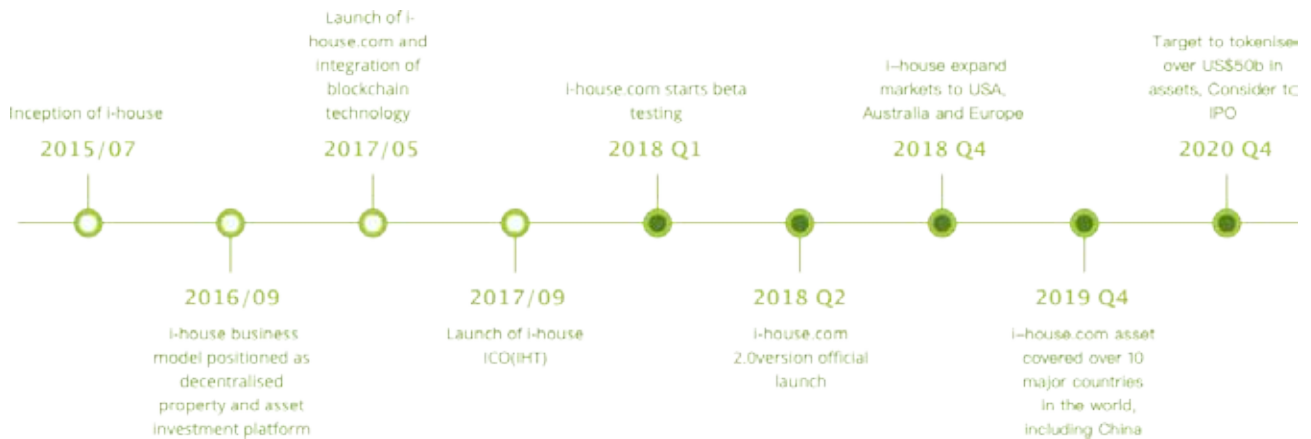 Inception of i-house
2015/07
2016/09
i-house business
model positioned as
decentralised
property and asset
investment platform
Launch of i-
house.com and
integration of
blockchain
technology
2017/05
2017/09
Launch of i-house
ICO(IHT)
i-house.com starts beta
testing
2018 Q1
2018 Q2
i-house.com
2.0version official
launch
i-house expand
markets to USA,
Australia and Europe
2018 Q4
2019 Q4
i-house.com asset
covered over 10
major countries
in the world,
including China
Target to tokenise
over US$50b in
assets, Consider to
IPO
2020 Q4